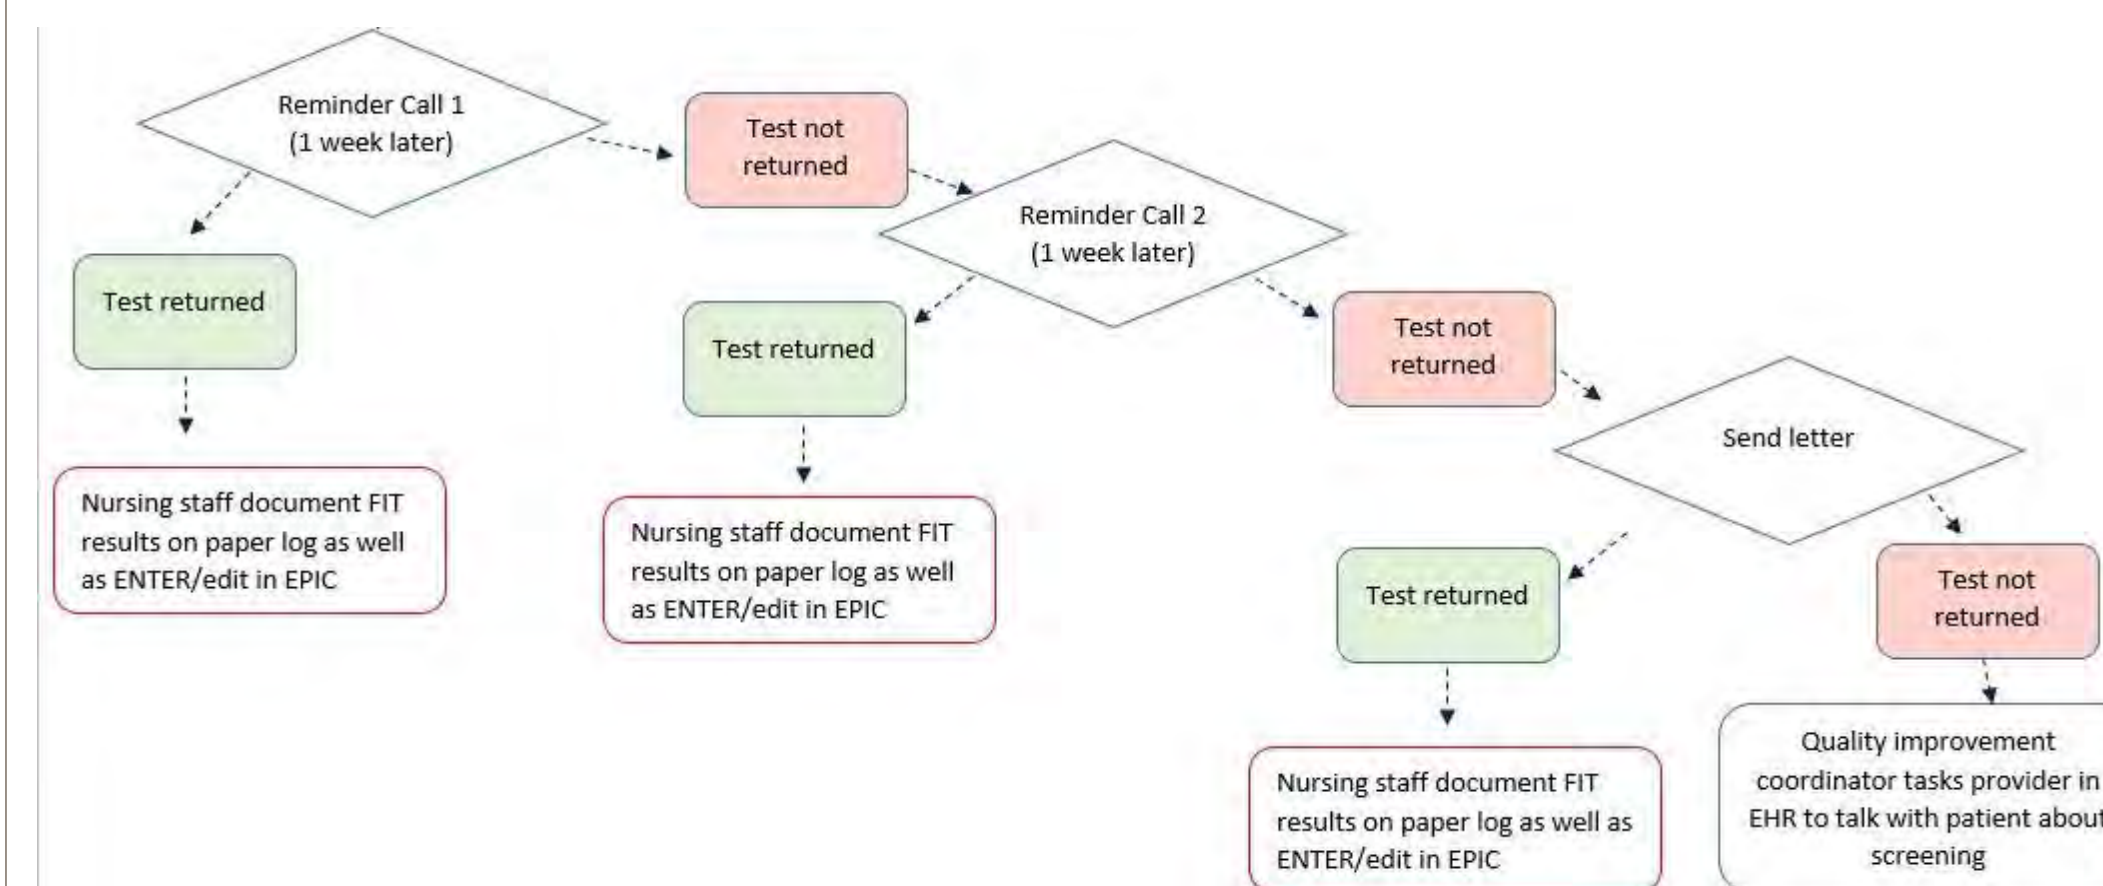 Reminder Call 1
(1 week later)
Test not
returned
Reminder Call 2
(1 week later)
Test returned
Test returned
Test not
returned
Send letter
Nursing staff document FIT
results on paper log as well
as ENTER/edit in EPIC
Nursing staff document FIT
results on paper log as well
as ENTER/edit in EPIC
Test returned
Test not
returned
Nursing staff document FIT
results on paper log as well as
ENTER/edit in EPIC
Quality improvement
coordinator tasks provider in
EHR to talk with patient about
screening